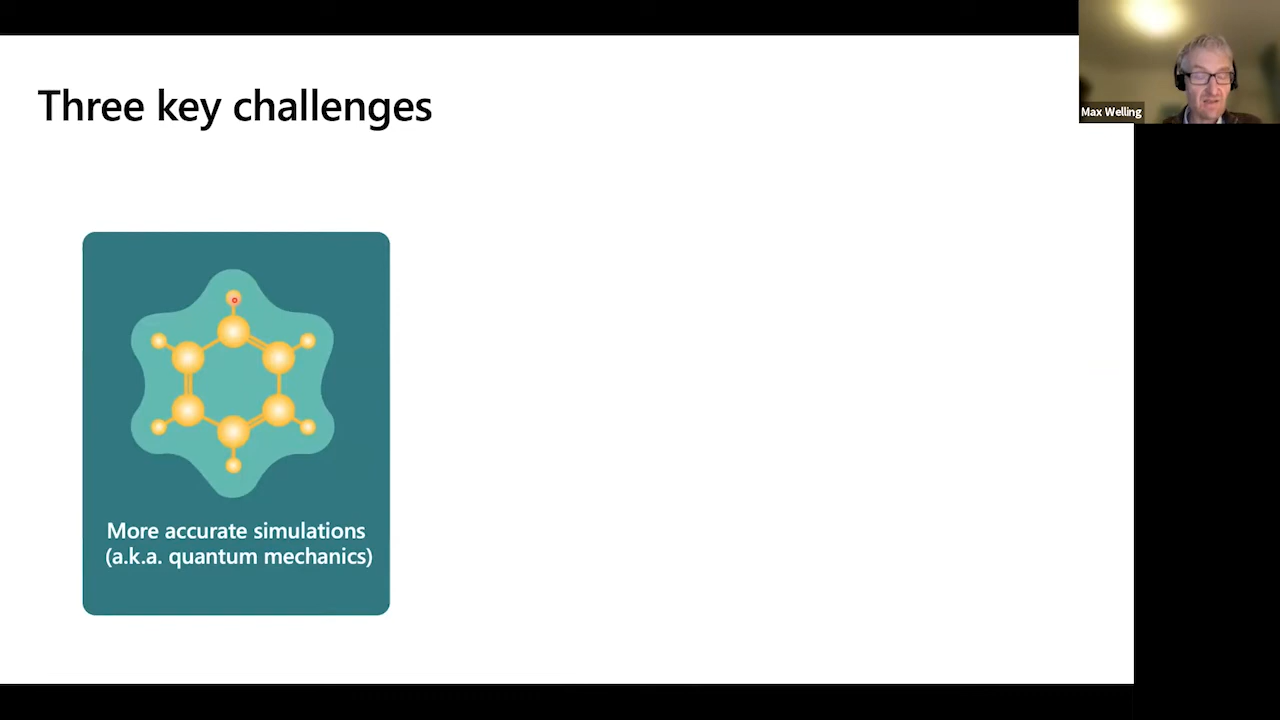 Three key challenges
Max Welling
More accurate simulations
(a.k.a. quantum mechanics)